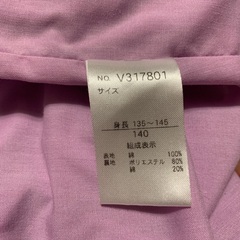 NO. V317801
サイズ
身長 135～145
140
組成表示
表地 綿 100%
裏地 ポリエステル 80%
綿 20%